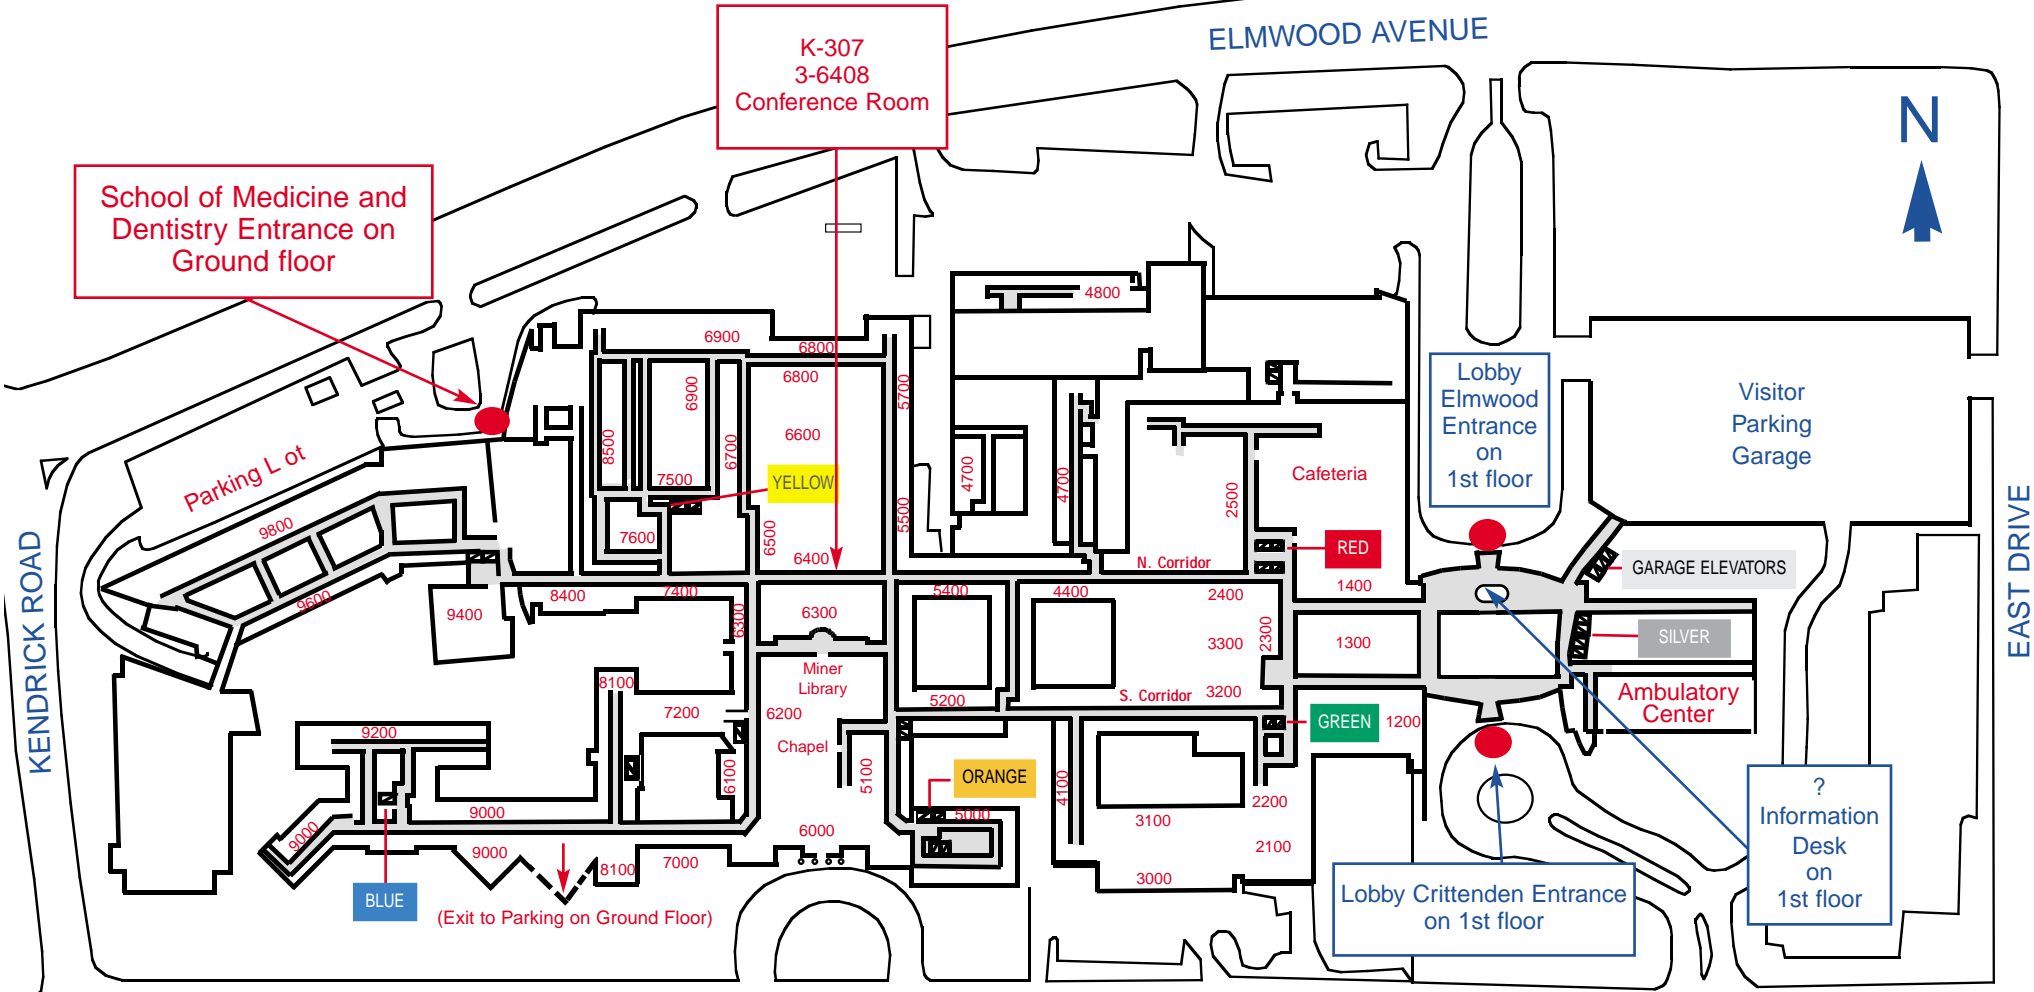 ELMWOOD AVENUE
K-307
3-6408
Conference Room
N
School of Medicine and
Dentistry Entrance on
Ground floor
4800
6900
6800
6800
5700
6900
6600
8500
6700
7500
YELLOW
4700
4700
2500
Cafeteria
Lobby
Elmwood
Entrance
on
1st floor
Visitor
Parking
Garage
Parking L ot
9800
7600
6500
5500
6400
N. Corridor
RED
GARAGE ELEVATORS
EAST DRIVE
KENDRICK ROAD
9600
9400
8400
7400
6300
6300
5400
4400
2400
1400
2300
3300
1300
SILVER
Miner
Library
8100
7200
6200
5200
S. Corridor
3200
GREEN
1200
Ambulatory
Center
9200
Chapel
6100
5100
ORANGE
4100
5000
9000
9000
6000
3100
2200
2100
?
Information
Desk
on
1st floor
9000
8100
7000
3000
BLUE
(Exit to Parking on Ground Floor)
Lobby Crittenden Entrance
on 1st floor